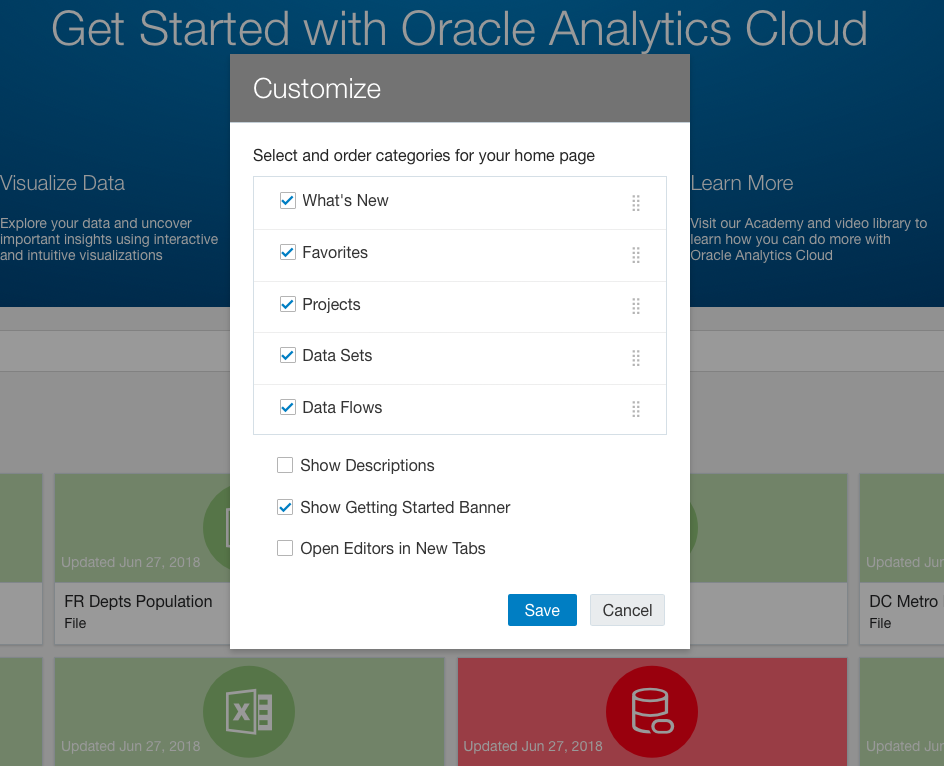 Get Started with Oracle Analytics Cloud
Customize
Select and order categories for your home page
What's New
Favorites
Projects
Data Sets
Data Flows
Show Descriptions
Show Getting Started Banner
Open Editors in New Tabs
Save
Cancel
Visualize Data
Explore your data and uncover
important insights using interactive
and intuitive visualizations
Learn More
Visit our Academy and video library to
learn how you can do more with
Oracle Analytics Cloud
Updated Jun 27, 2018
FR Depts Population
File
Updated Jun
DC Metro
File
Updated Jun 27, 2018
X
Updated Jun 27, 2018
Updated Jun